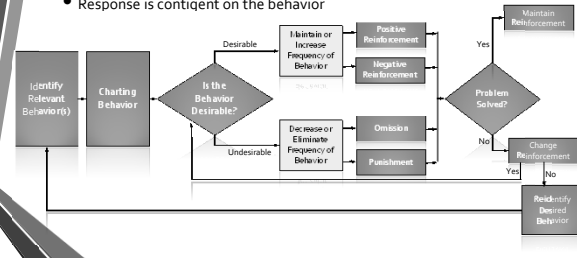 Response is contigent on the behavior
Identify
Relevant
Behavior(s)
Charting
Behavior
Is the
Behavior
Desirable?
Desirable
Undesirable
Maintain or
Increase
Frequency of
Behavior
Decrease or
Eliminate
Frequency of
Behavior
Positive
Reinforcement
Negative
Reinforcement
Omission
Punishment
Problem
Solved?
Yes
No
Maintain
Reinforcement
Change
Reinforcement
Yes
No
Reidentify
Desired
Behavior